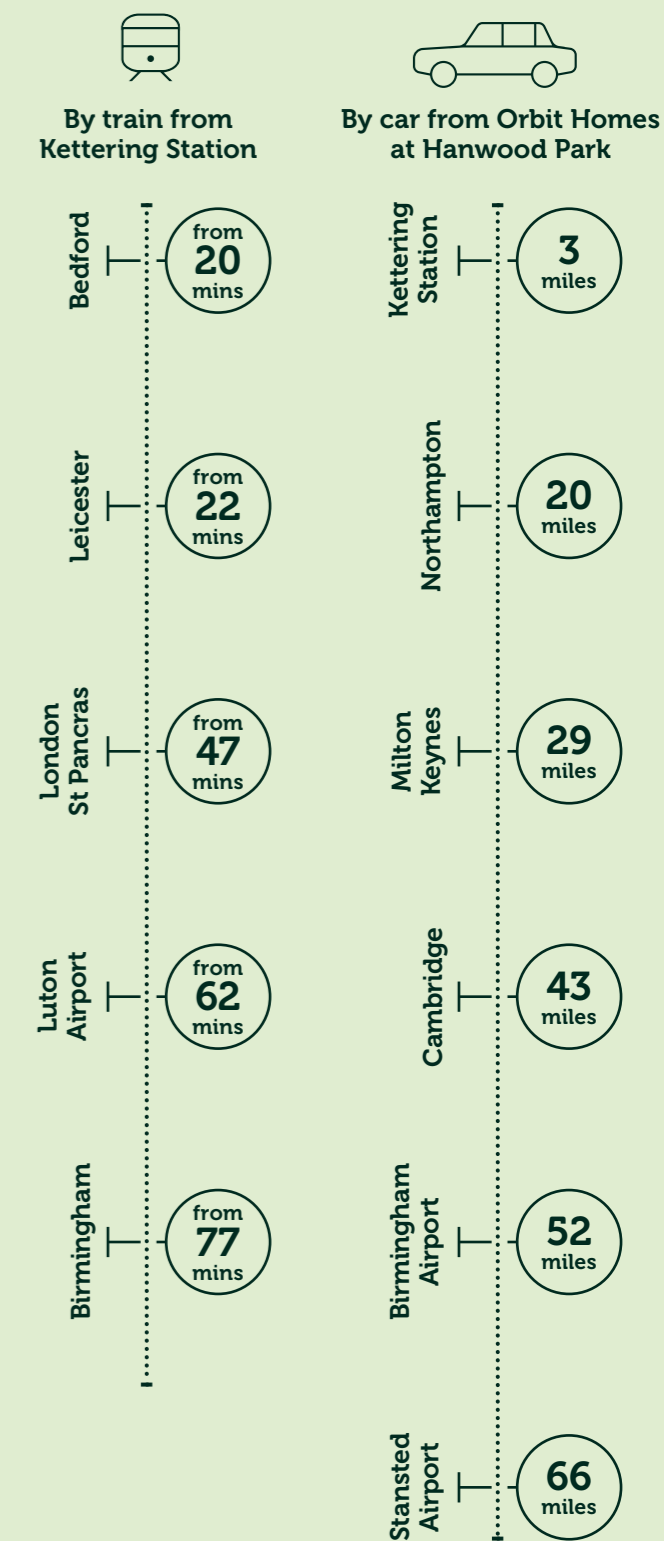 By train from
Kettering Station
Bedford
from
20
mins
Leicester
from
22
mins
London
St Pancras
from
47
mins
Luton
Airport
from
62
mins
Birmingham
from
77
mins
By car from Orbit Homes
at Hanwood Park
Kettering
Station
3
miles
Northampton
20
miles
Milton
Keynes
29
miles
Cambridge
43
miles
Birmingham
Airport
52
miles
Stansted
Airport
66
miles